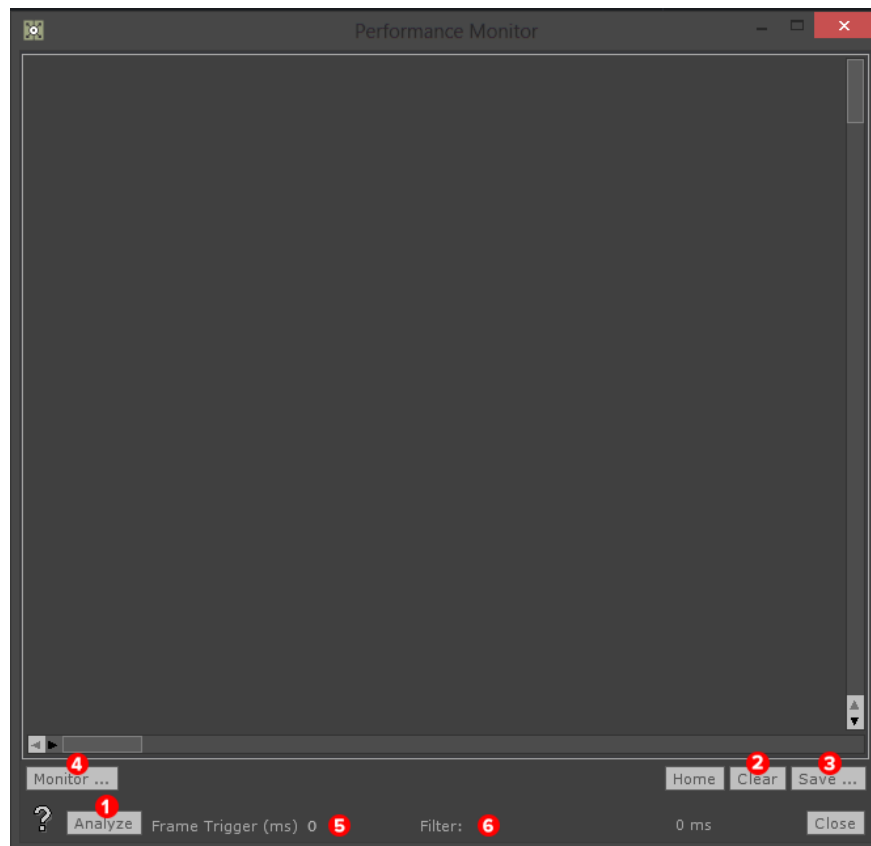 Performance Monitor
4
2
3
Monitor ...
Home
Clear
Save ...
1
?
Analyze
Frame Trigger (ms) 0
5
Filter:
6
0 ms
Close